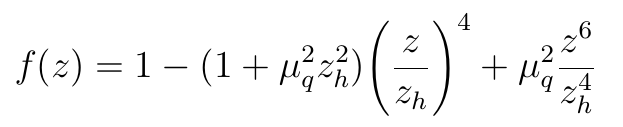 f(z) = 1 − (1 + μ_q^2 z_h^2) (z/z_h)^4 + μ_q^2 z^6/z_h^4